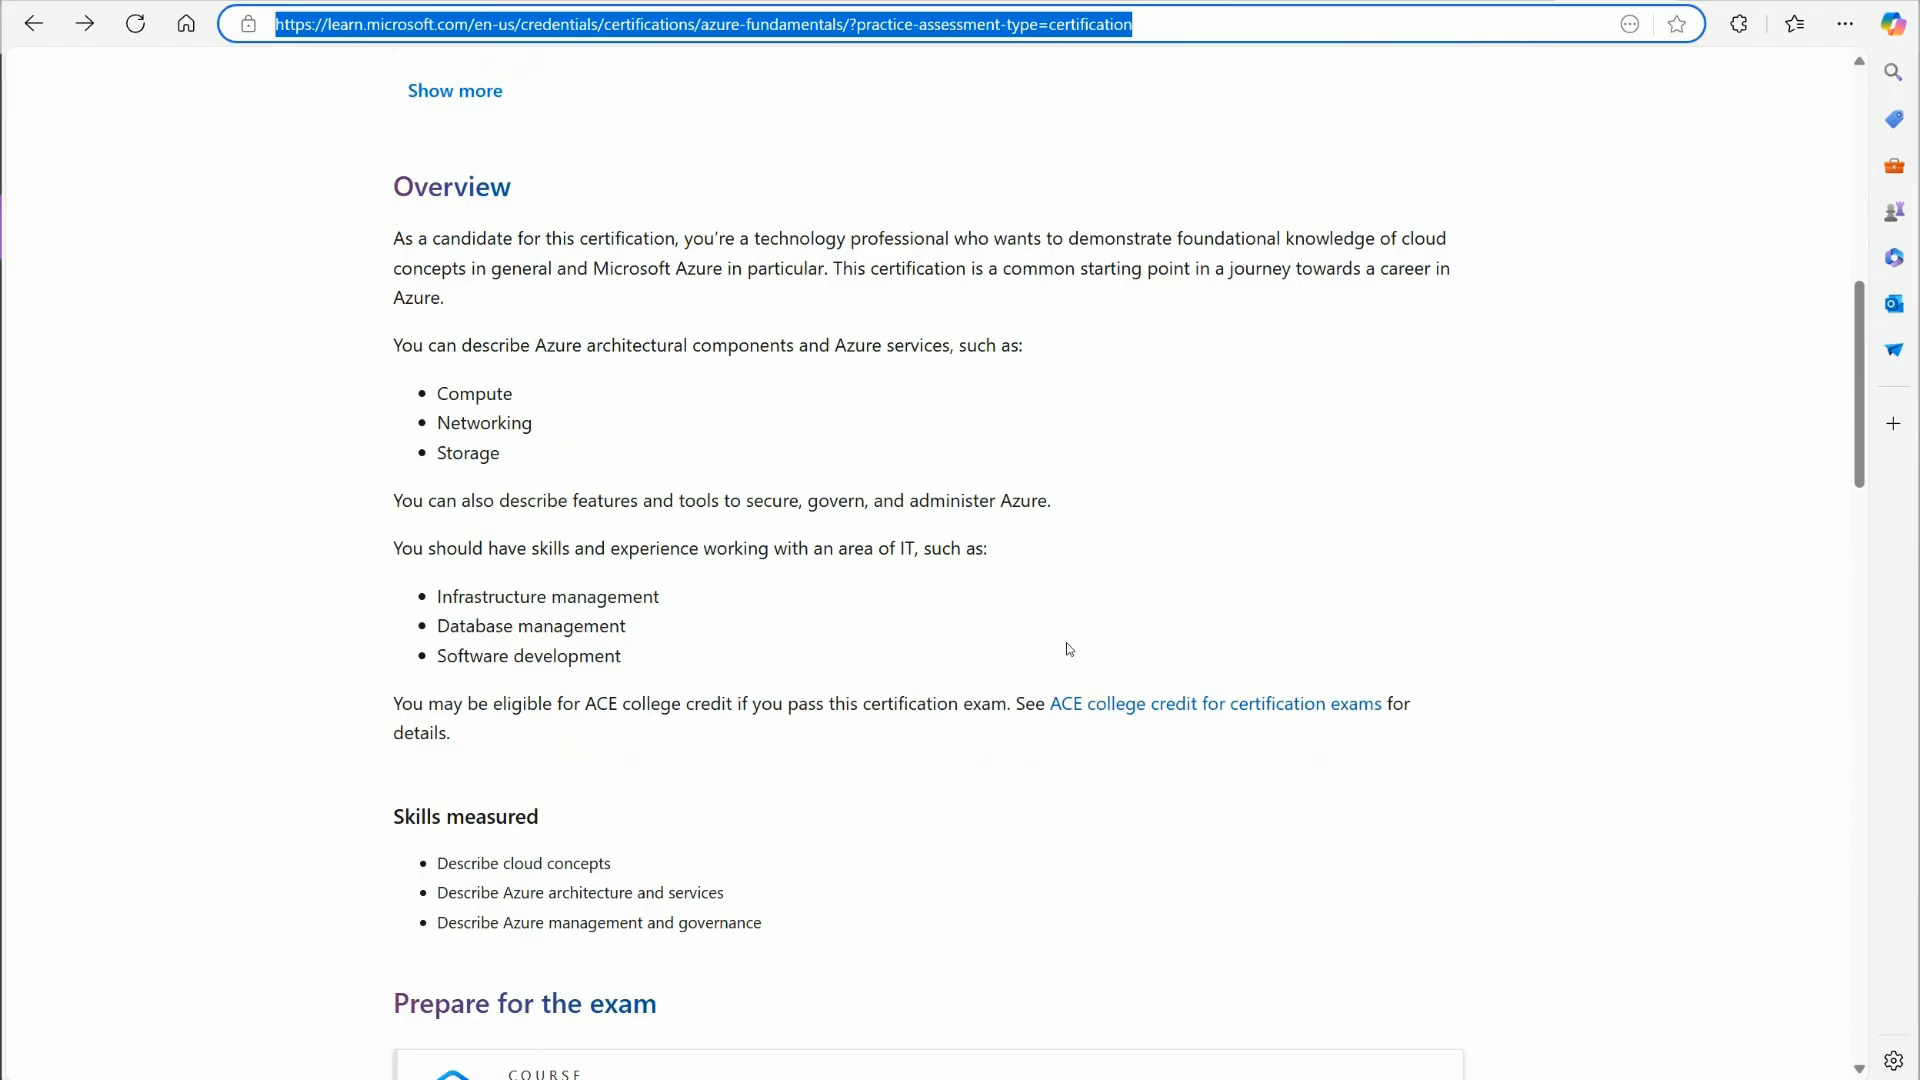 https://learn.microsoft.com/en-us/credentials/certifications/azure-fundamentals/?practice-assessment-type=certification
Show more
Overview
As a candidate for this certification, you’re a technology professional who wants to demonstrate foundational knowledge of cloud
concepts in general and Microsoft Azure in particular. This certification is a common starting point in a journey towards a career in
Azure.
You can describe Azure architectural components and Azure services, such as:
• Compute
• Networking
• Storage
You can also describe features and tools to secure, govern, and administer Azure.
You should have skills and experience working with an area of IT, such as:
• Infrastructure management
• Database management
• Software development
You may be eligible for ACE college credit if you pass this certification exam. See ACE college credit for certification exams for
details.
Skills measured
• Describe cloud concepts
• Describe Azure architecture and services
• Describe Azure management and governance
Prepare for the exam
COURSE